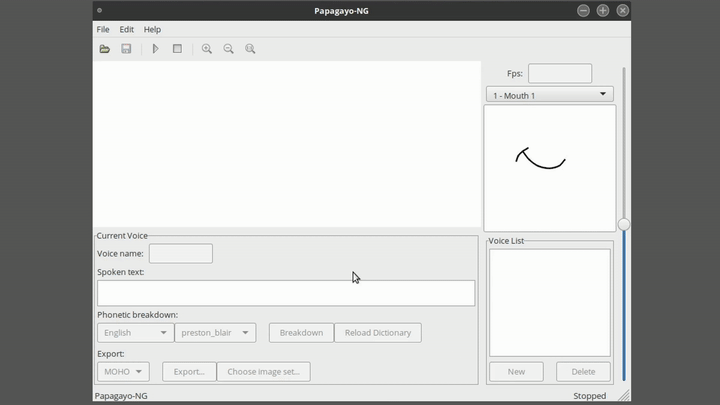 Papagayo-NG
File Edit Help
Fps:
1 - Mouth 1
Current Voice
Voice name:
Spoken text:
Phonetic breakdown:
English preston_blair Breakdown Reload Dictionary
Export:
MOHO Export... Choose image set...
Voice List
New Delete
Papagayo-NG Stopped